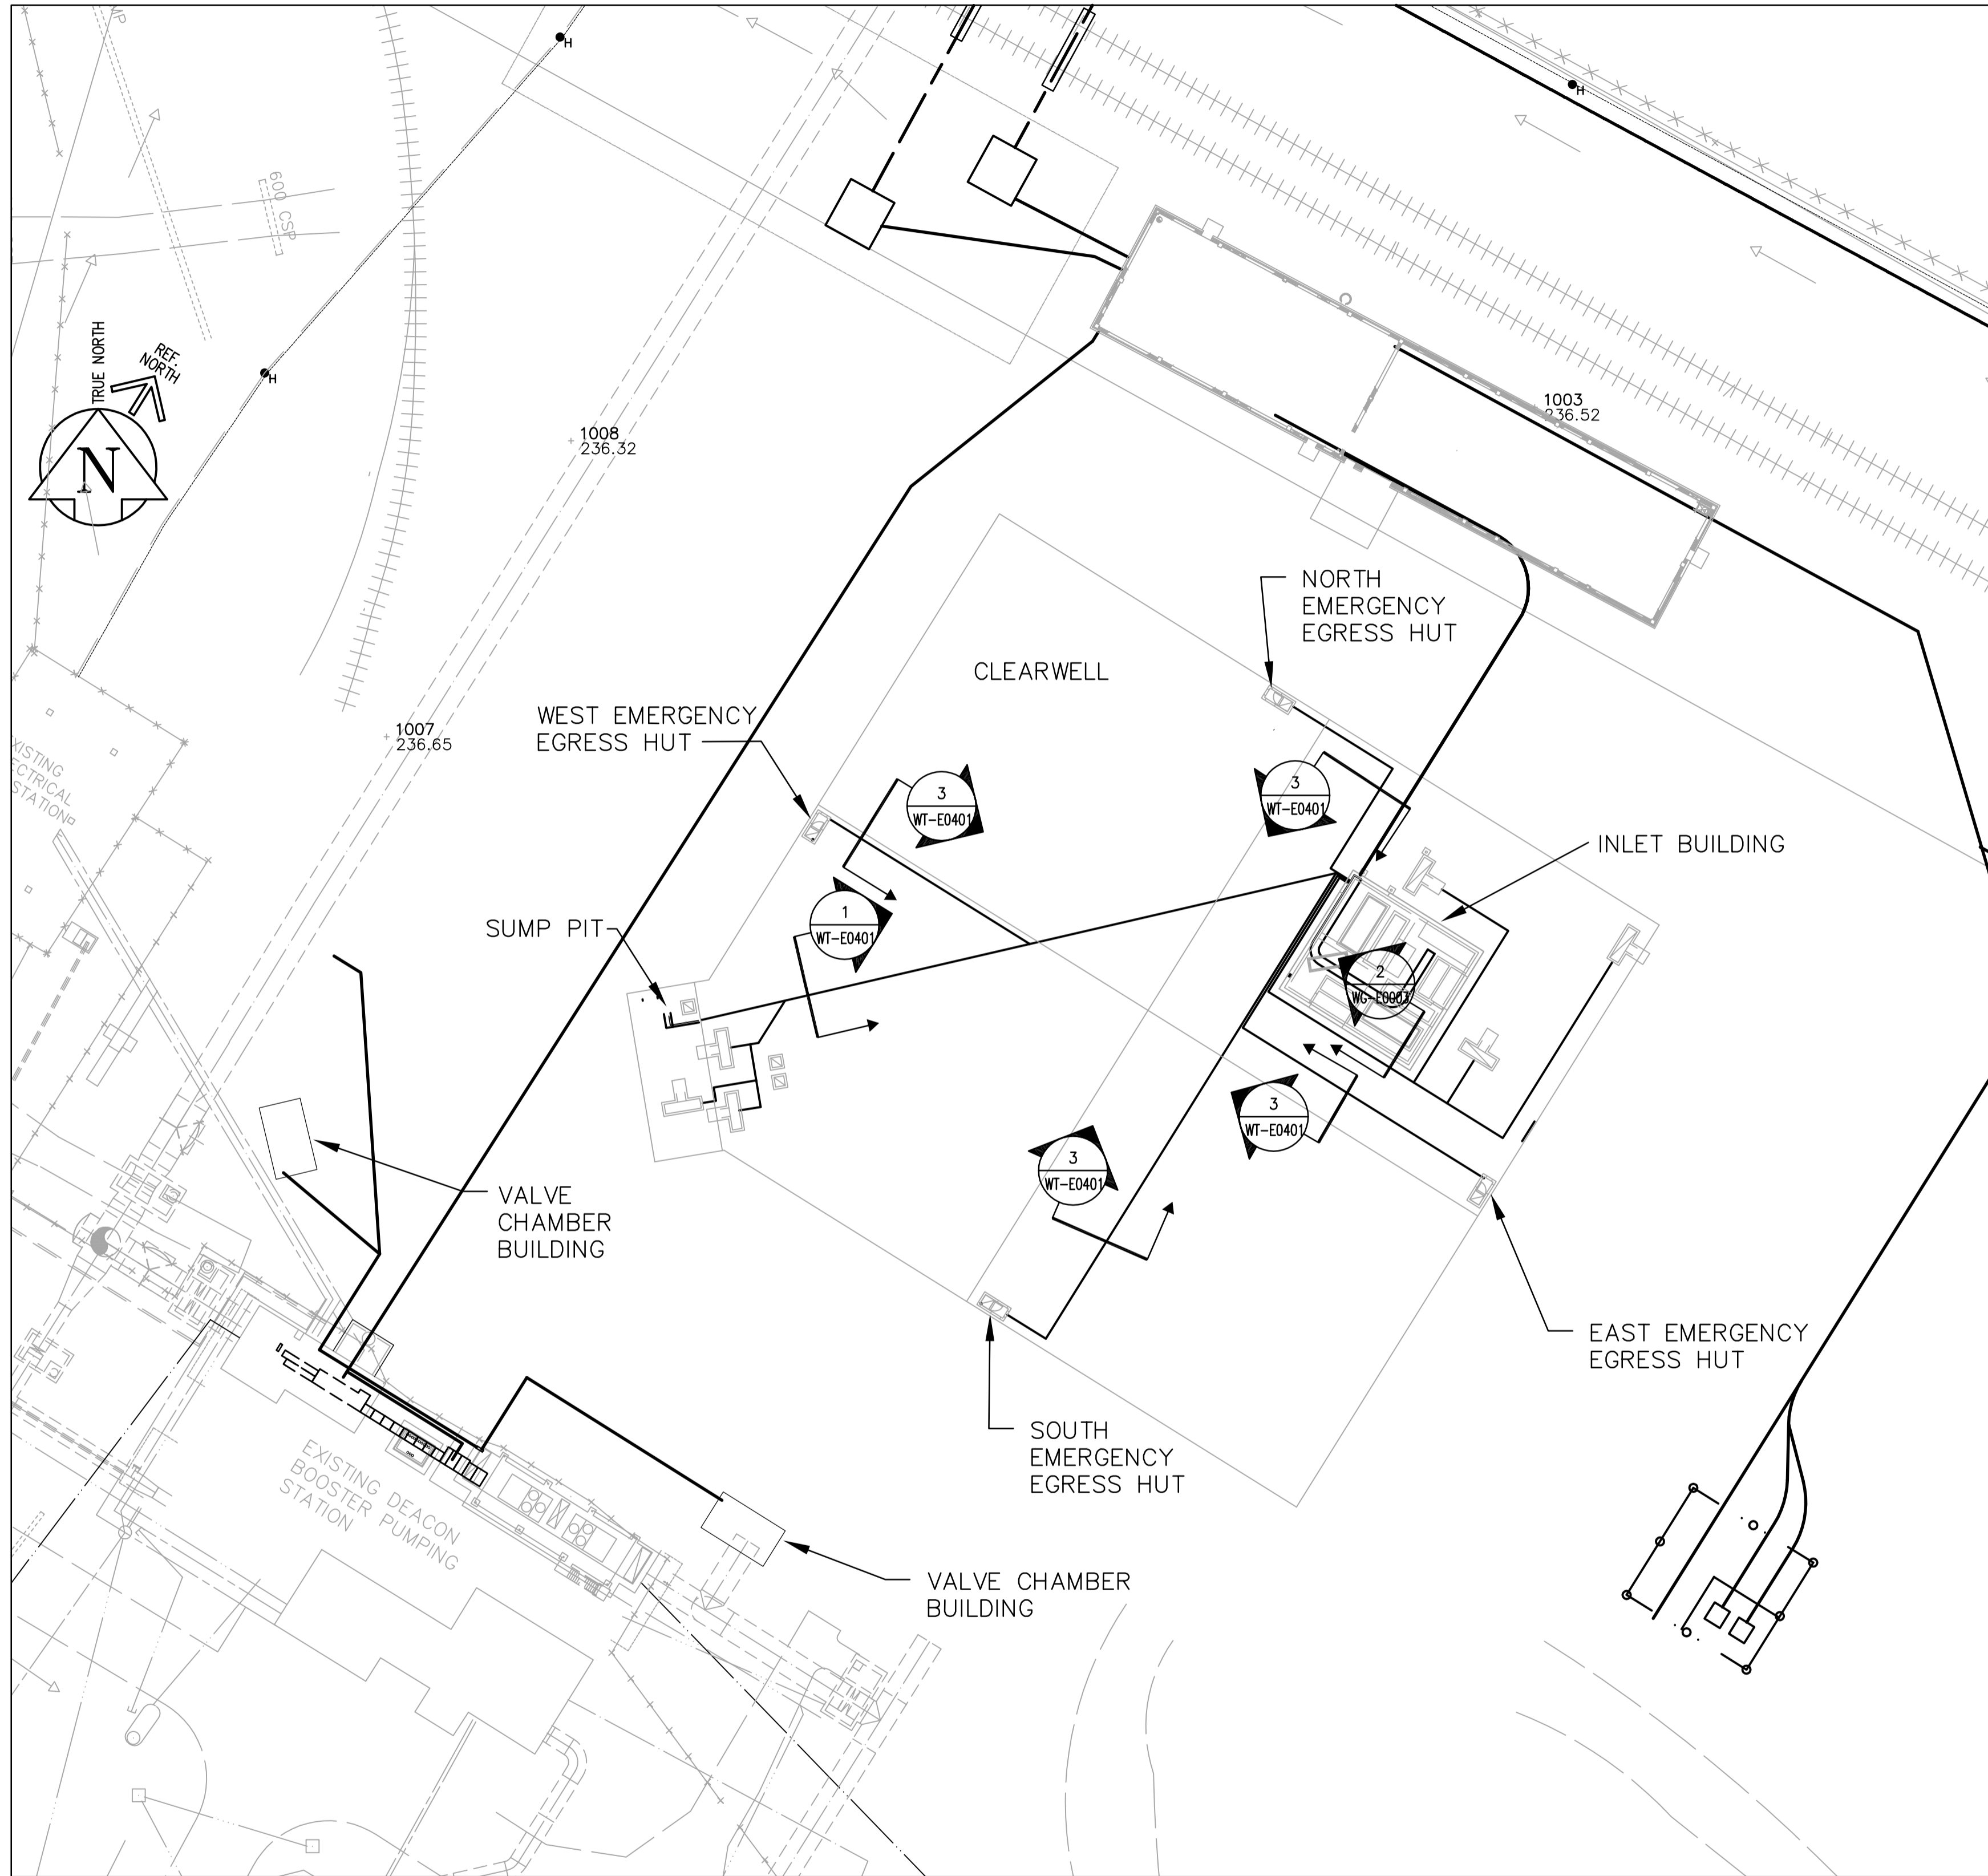 H
H
600 CSP
TRUE NORTH
REF.
NORTH
H
N
1008
236.32
1003
236.52
NORTH
EMERGENCY
EGRESS HUT
CLEARWELL
WEST EMERGENCY
EGRESS HUT
1007
236.65
3
WT-E0401
3
WT-E0401
INLET BUILDING
1
WT-E0401
SUMP PIT
2
WG-E0003
3
WT-E0401
3
WT-E0401
VALVE
CHAMBER
BUILDING
EAST EMERGENCY
EGRESS HUT
SOUTH
EMERGENCY
EGRESS HUT
EXISTING DEACON
BOOSTER PUMPING
STATION
VALVE CHAMBER
BUILDING